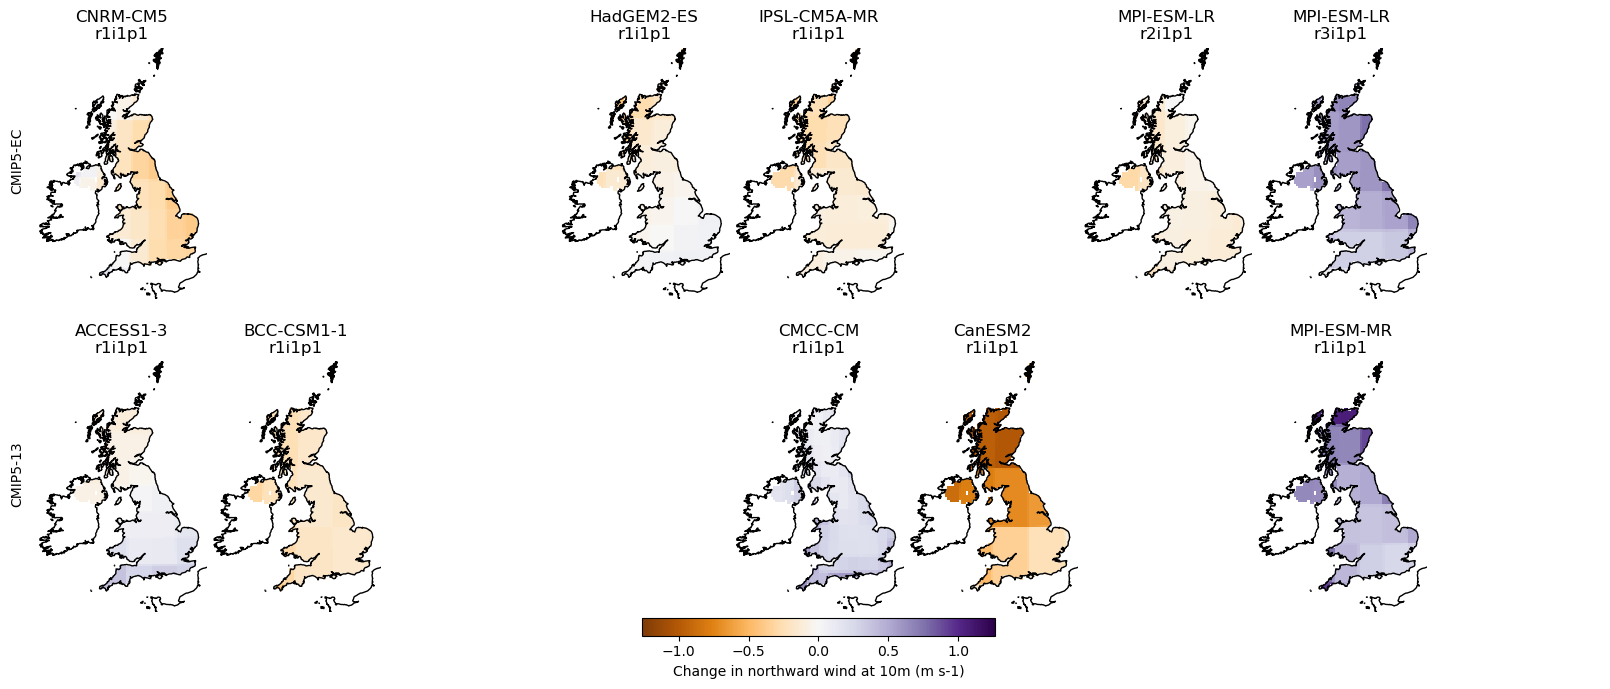 CNRM-CM5
r1i1p1
HadGEM2-ES
r1i1p1
IPSL-CM5A-MR
r1i1p1
MPI-ESM-LR
r2i1p1
MPI-ESM-LR
r3i1p1
CMIP5-EC
ACCESS1-3
r1i1p1
BCC-CSM1-1
r1i1p1
CMCC-CM
r1i1p1
CanESM2
r1i1p1
MPI-ESM-MR
r1i1p1
CMIP5-13
−1.0 −0.5 0.0 0.5 1.0
Change in northward wind at 10m (m s-1)